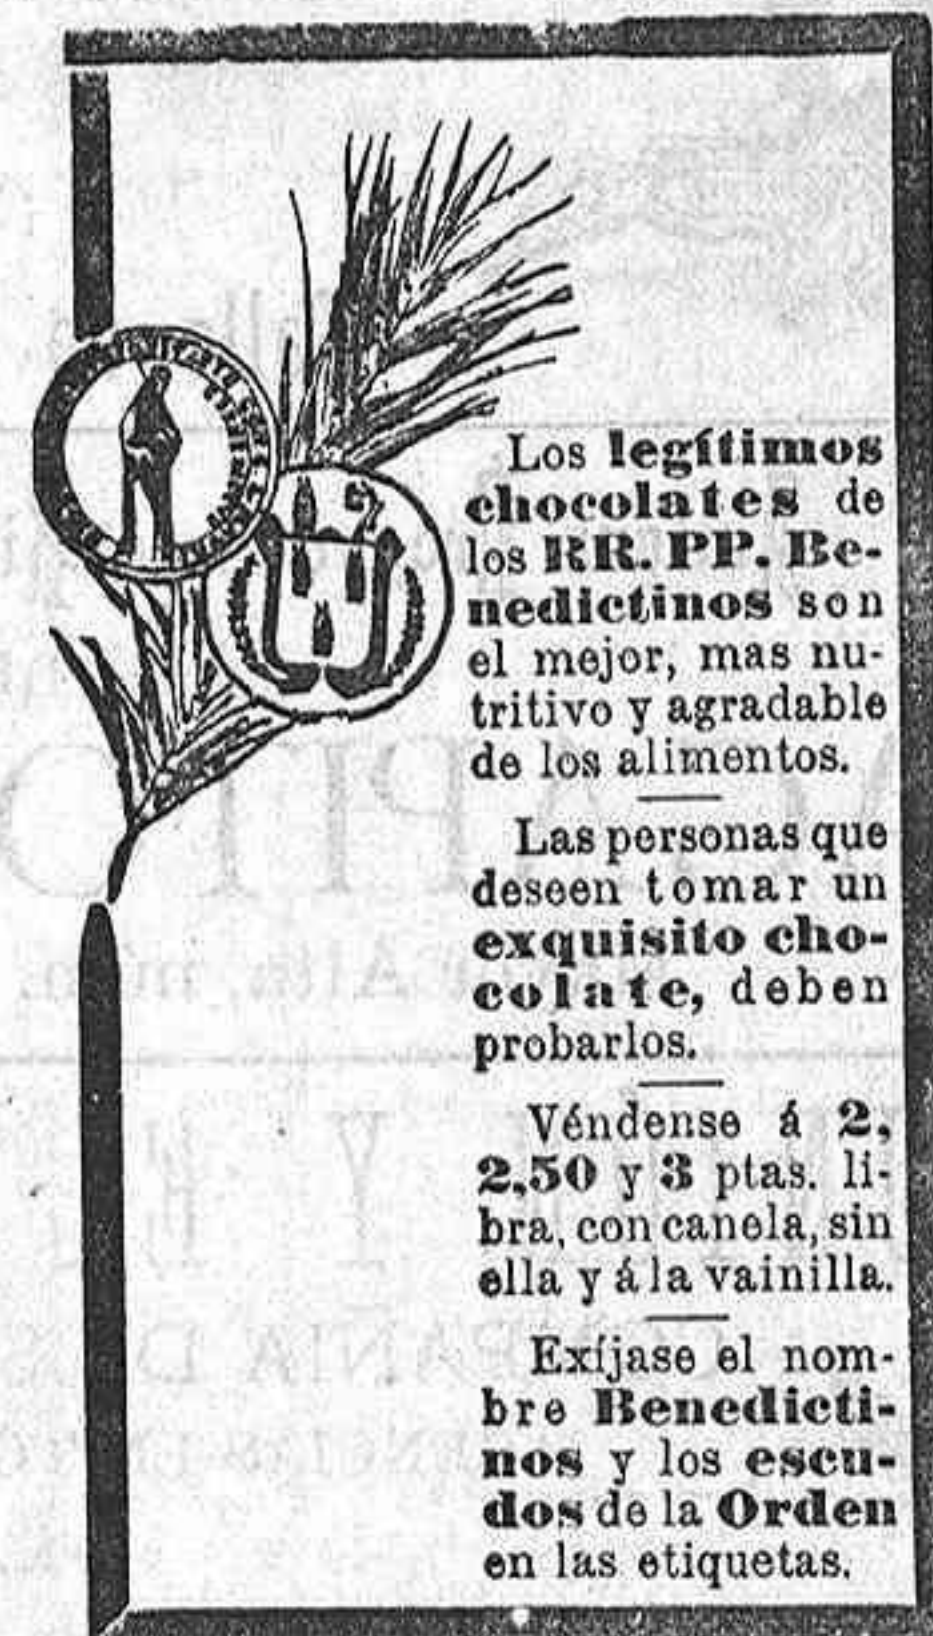 Los legítimos
chocolates de
los RR. PP. Be-
nedictinos son
el mejor, mas nu-
tritivo y agradable
de los alimentos.
Las personas que
deseen tomar un
exquisito cho-
colate, deben
probarlos.
Véndense á 2,
2,50 y 3 ptas. li-
bra, con canela, sin
ella y á la vainilla.
Exíjase el nom-
bre Benedicti-
nos y los escu-
dos de la Orden
en las etiquetas.